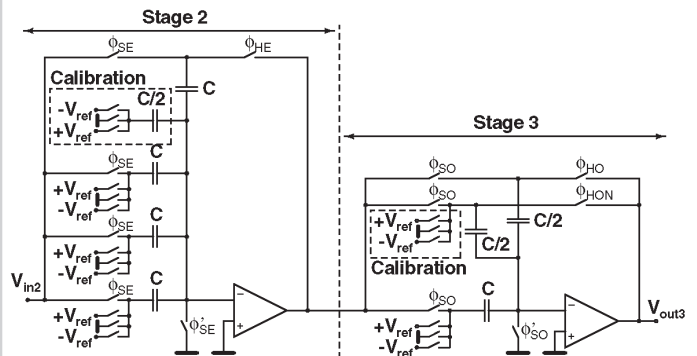 Stage 2
ϕSE
ϕHE
Calibration
C
C/2
-Vref
+Vref
ϕSE
C
+Vref
-Vref
ϕSE
C
+Vref
-Vref
Vin2
ϕSE
C
+Vref
-Vref
ϕ'SE
-
+
Stage 3
ϕSO
ϕHO
ϕSO
ϕHON
+Vref
-Vref
C/2
C/2
Calibration
ϕSO
C
+Vref
-Vref
ϕ'SO
-
+
Vout3